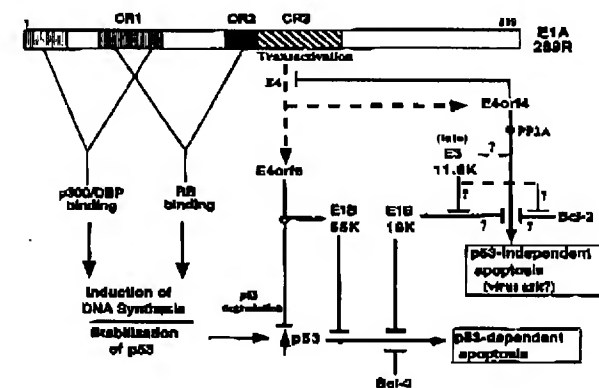 CR1 CR2 CR3
E1A
289R
Transactivation
E4
E4orf4
PP2A
(late)
E3
11.6K
?
?
?
?
?
p300/CBP
binding
RB
binding
E4orf6
E1B
55K
E1B
19K
Bcl-2
p53-independent
apoptosis
(virus exit?)
Induction of
DNA Synthesis
Stabilization
of p53
p53
degradation
p53
p53-dependent
apoptosis
Bcl-2